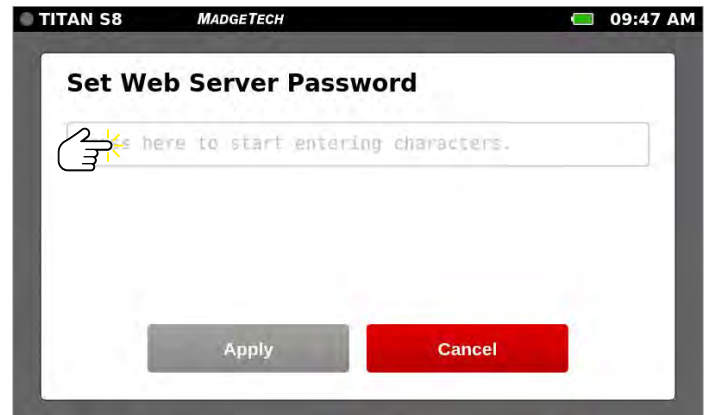 TITAN S8 MADGETECH 09:47 AM
Set Web Server Password
here to start entering characters.
Apply Cancel